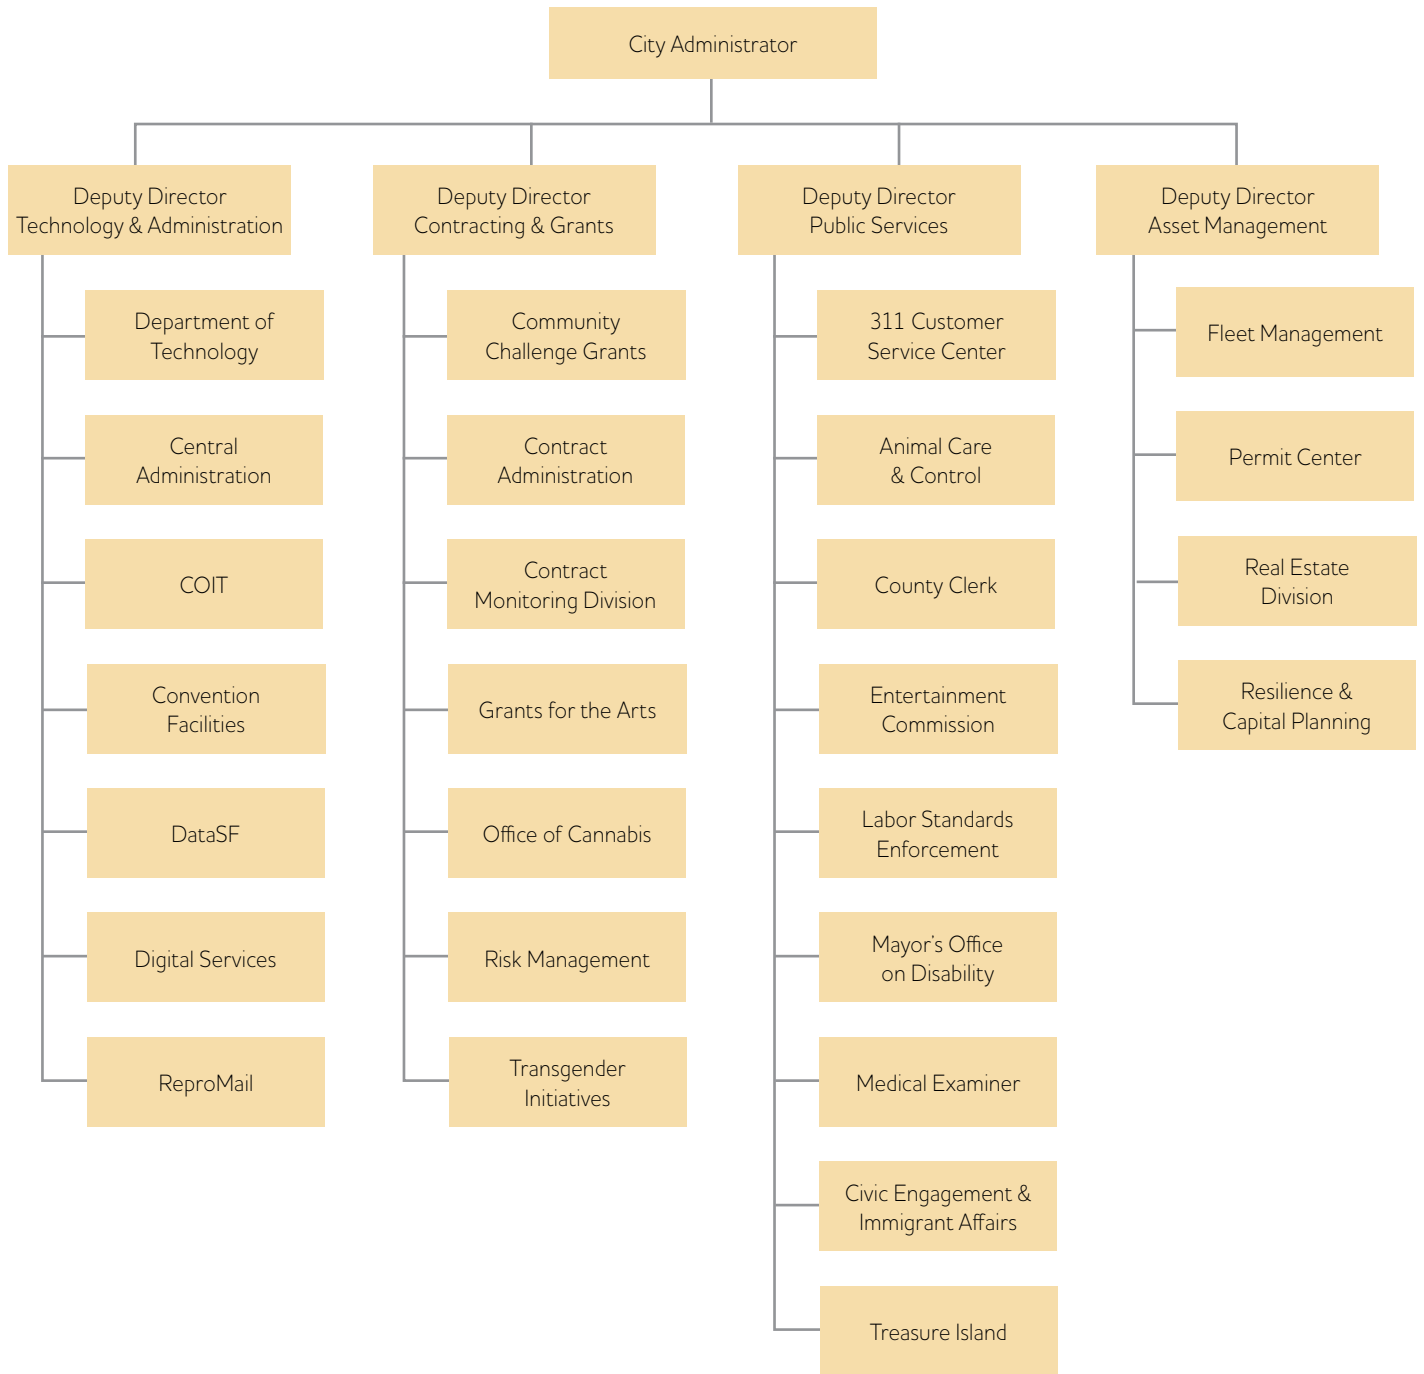 City Administrator
Deputy Director
Technology & Administration
Department of
Technology
Central
Administration
COIT
Convention
Facilities
DataSF
Digital Services
ReproMail
Deputy Director
Contracting & Grants
Community
Challenge Grants
Contract
Administration
Contract
Monitoring Division
Grants for the Arts
Office of Cannabis
Risk Management
Transgender
Initiatives
Deputy Director
Public Services
311 Customer
Service Center
Animal Care
& Control
County Clerk
Entertainment
Commission
Labor Standards
Enforcement
Mayor's Office
on Disability
Medical Examiner
Civic Engagement &
Immigrant Affairs
Treasure Island
Deputy Director
Asset Management
Fleet Management
Permit Center
Real Estate
Division
Resilience &
Capital Planning